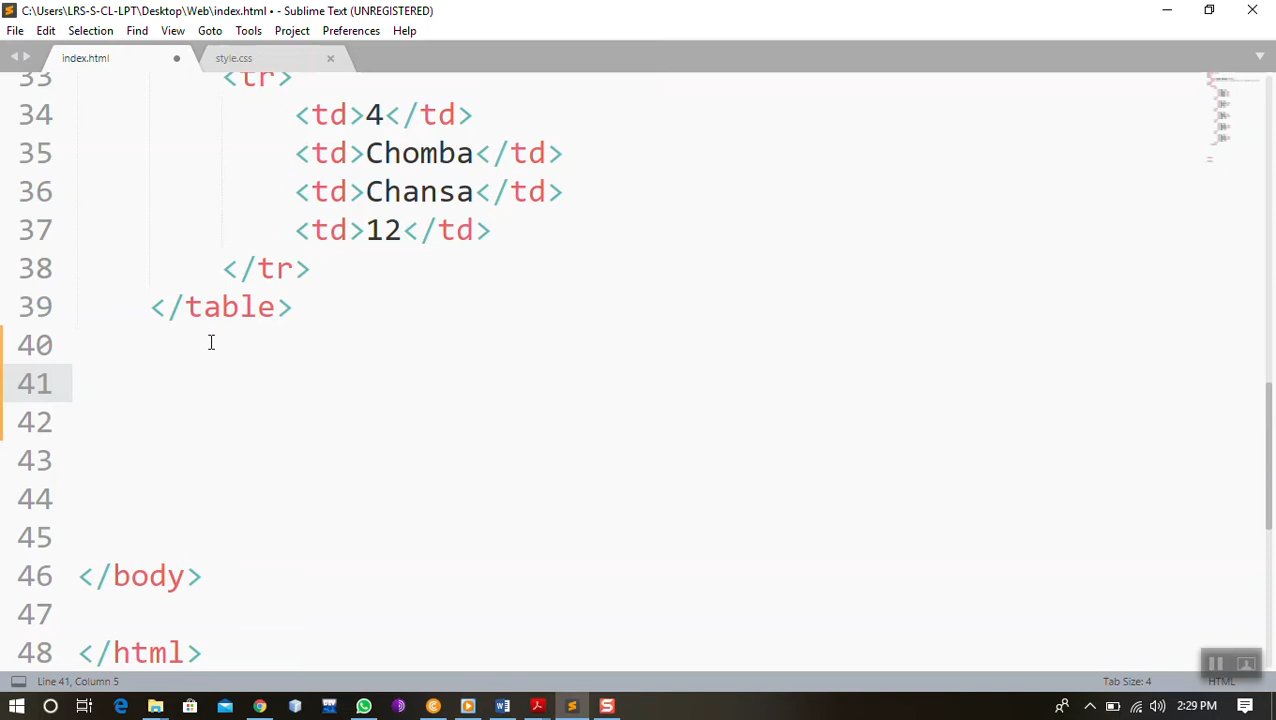 C:\Users\LRS-S-CL-LPT\Desktop\Web\index.html • - Sublime Text (UNREGISTERED)
File Edit Selection Find View Goto Tools Project Preferences Help
index.html style.css
33 <tr>
34 <td>4</td>
35 <td>Chomba</td>
36 <td>Chansa</td>
37 <td>12</td>
38 </tr>
39 </table>
40
41
42
43
44
45
46 </body>
47
48 </html>
Line 41, Column 5 Tab Size: 4 HTML
2:29 PM